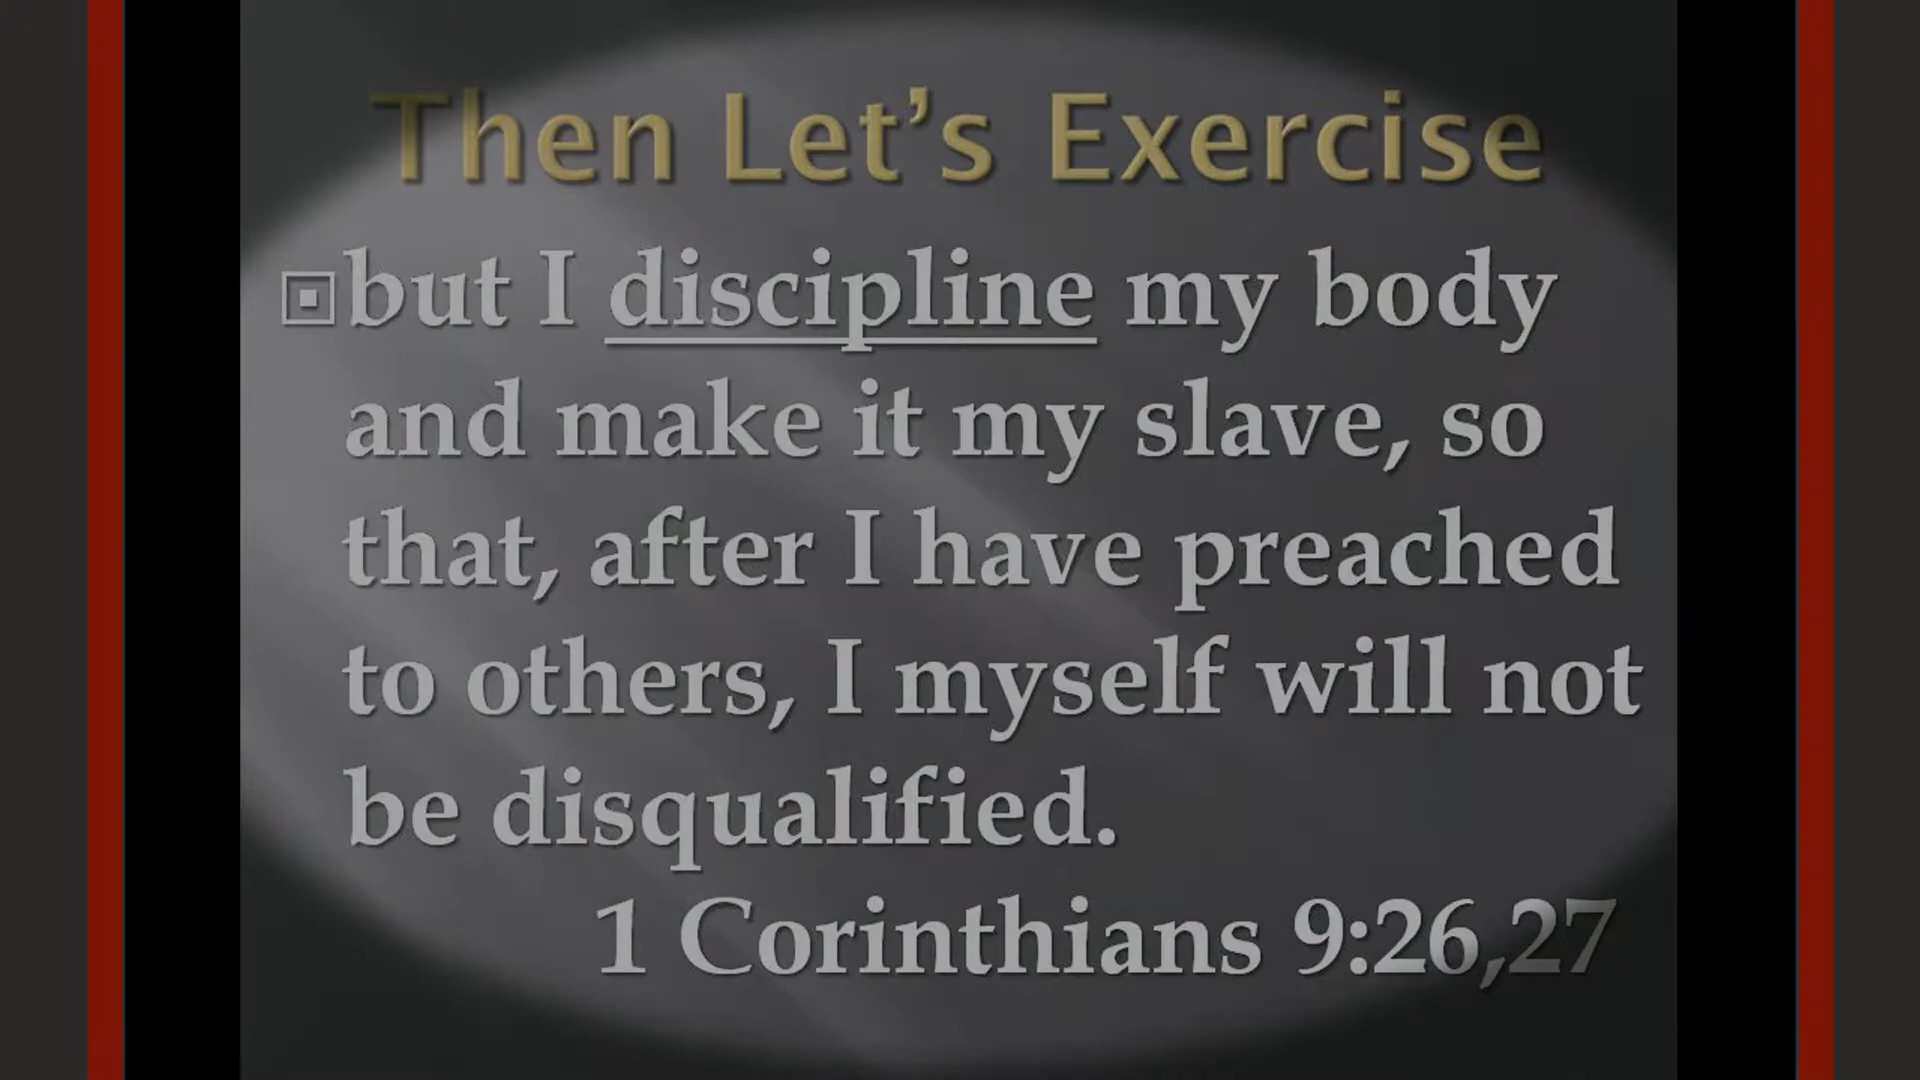 Then Let’s Exercise
but I discipline my body
and make it my slave, so
that, after I have preached
to others, I myself will not
be disqualified.
1 Corinthians 9:26,27